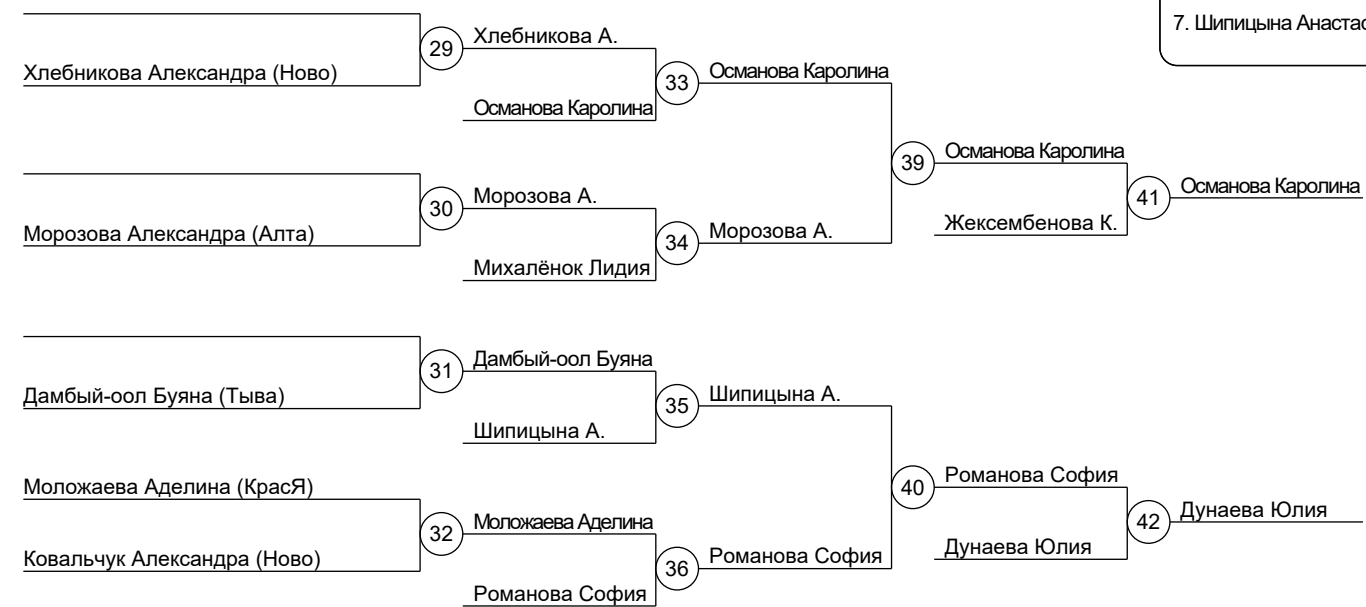 7. Шипицына
Хлебникова А.
29
Османова Каролина
Хлебникова Александра (Ново)
33
Османова Каролина
Османова Каролина
39
Османова Каролина
Морозова А.
41
30
Морозова А.
Жексембенова К.
Морозова Александра (Алта)
34
Михалёнок Лидия
Дамбый-оол Буяна
31
Шипицына А.
Дамбый-оол Буяна (Тыва)
35
Шипицына А.
Романова София
Моложаева Аделина (КрасЯ)
40
Дунаева Юлия
Моложаева Аделина
42
32
Романова София
Дунаева Юлия
Ковальчук Александра (Ново)
36
Романова София